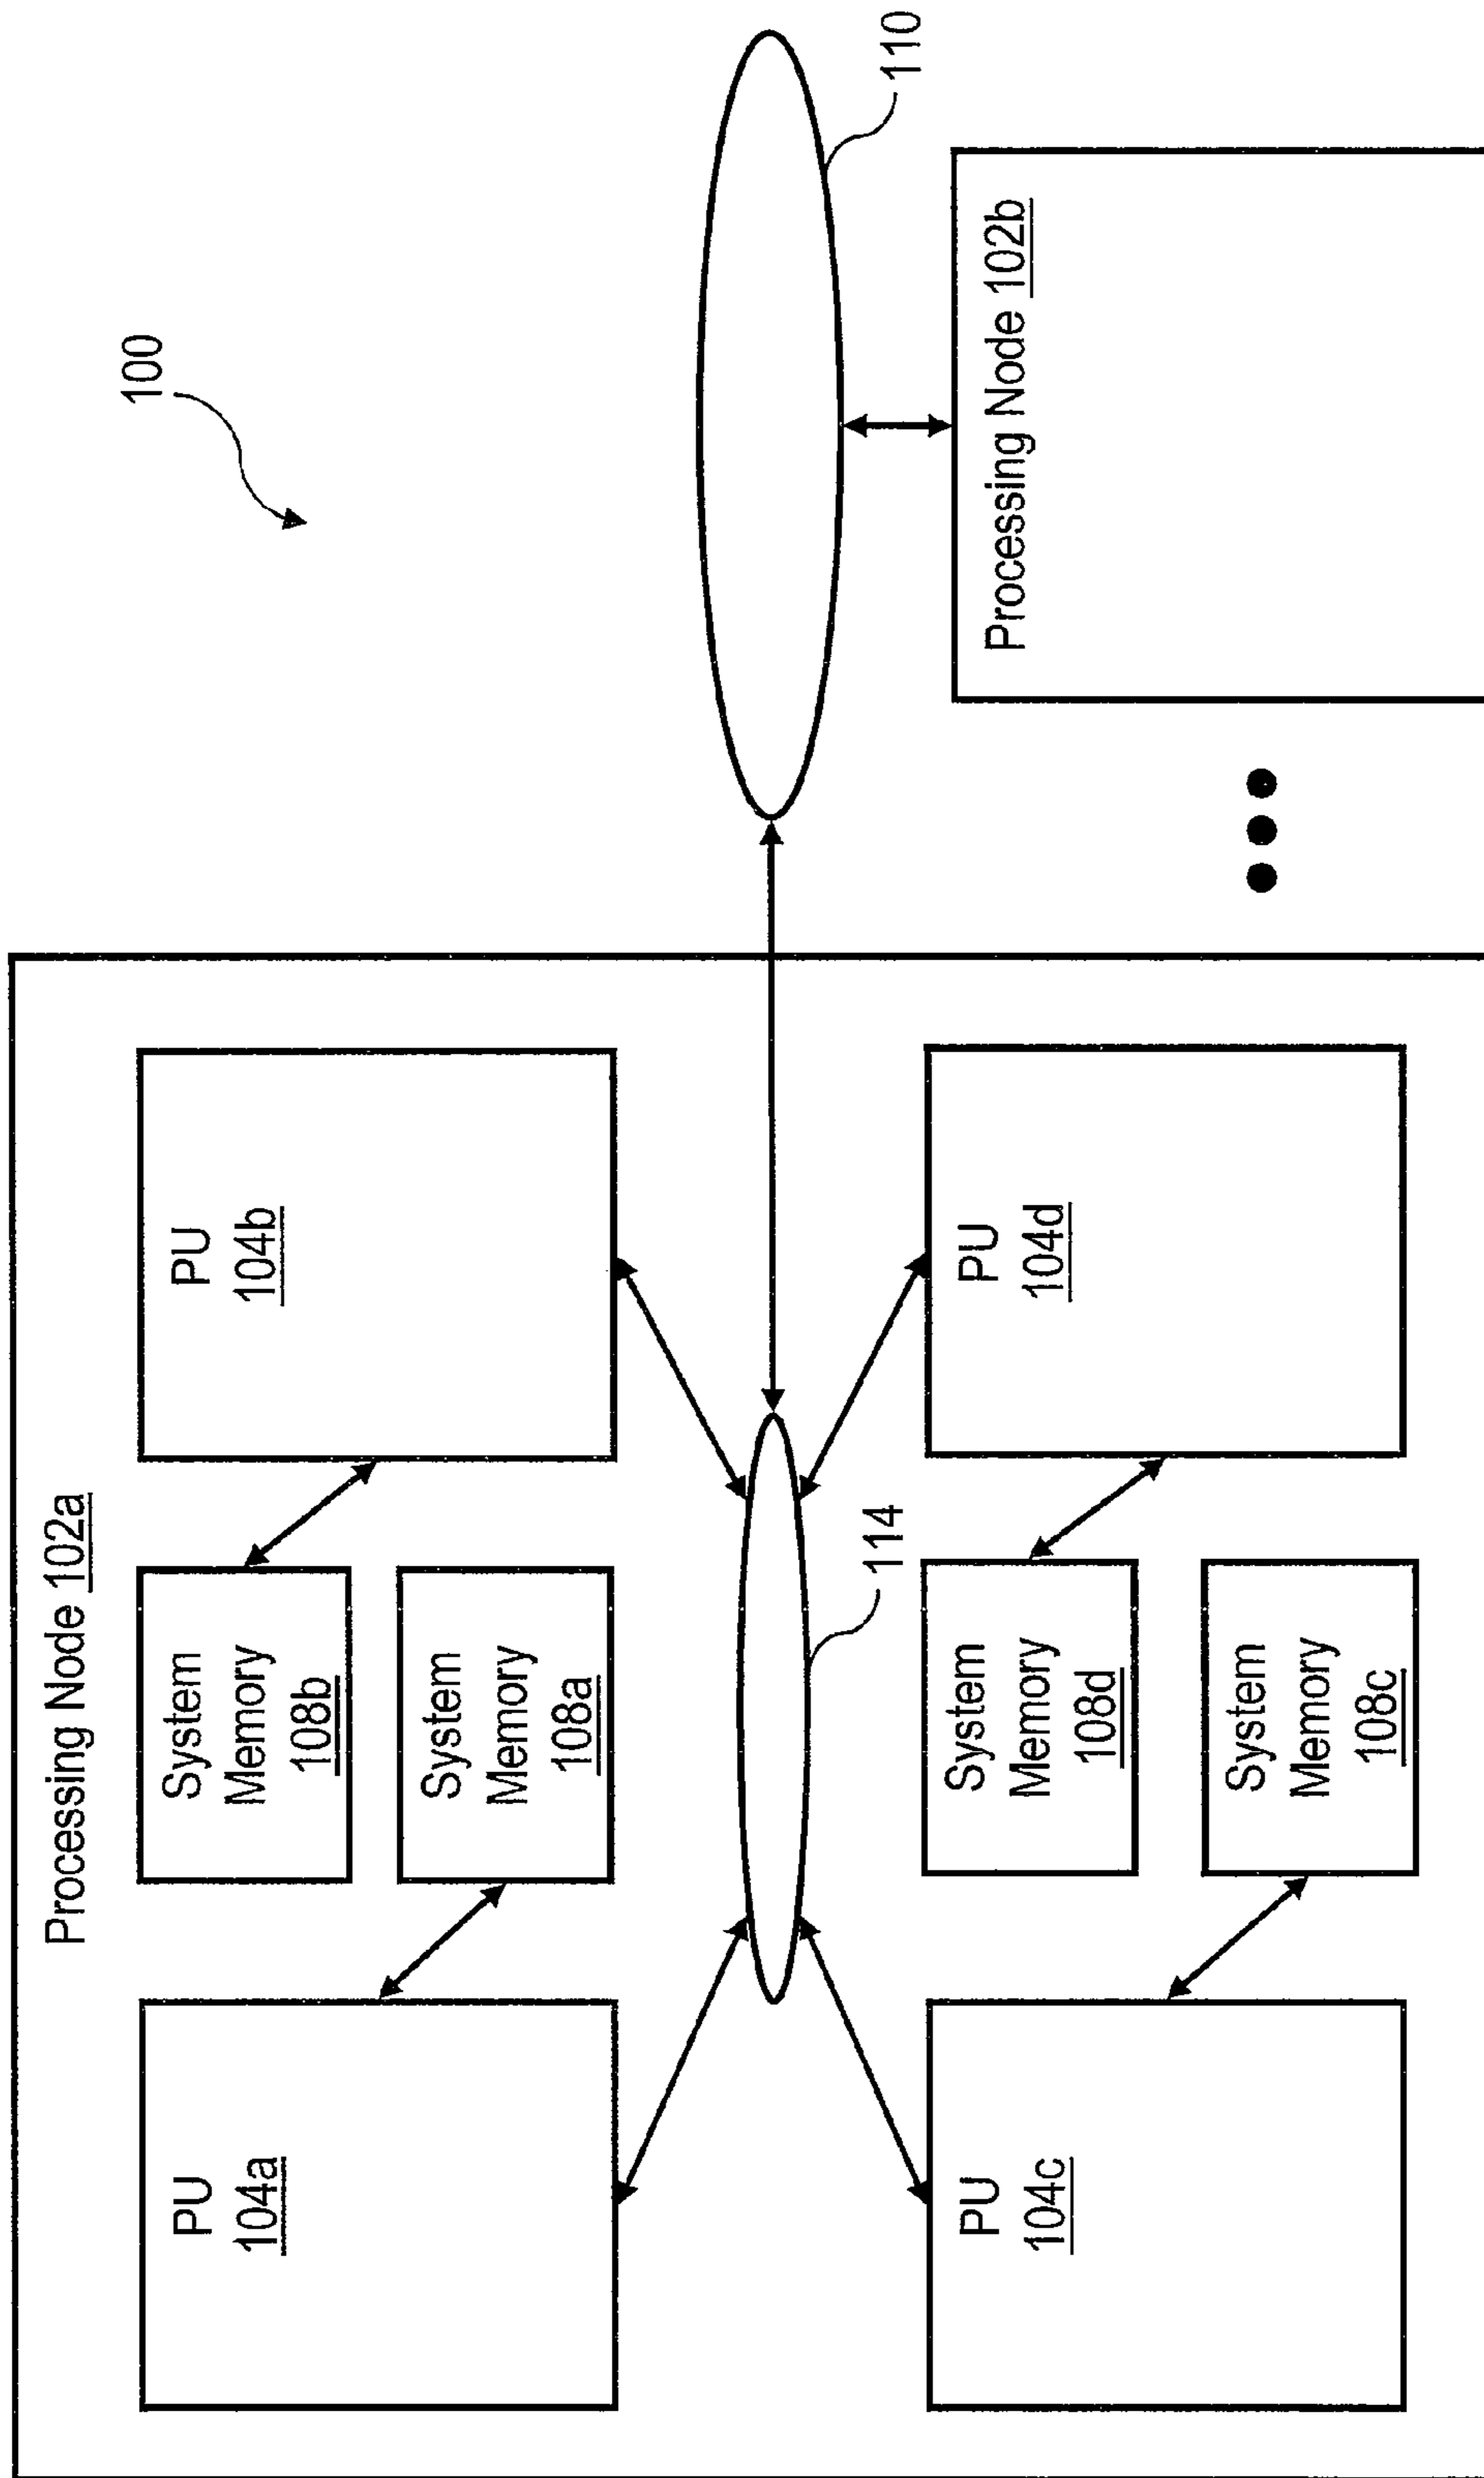 100
Processing Node 102a
PU
104a
System
Memory
108b
System
Memory
108a
PU
104b
110
114
PU
104c
System
Memory
108d
System
Memory
108c
PU
104d
Processing Node 102b